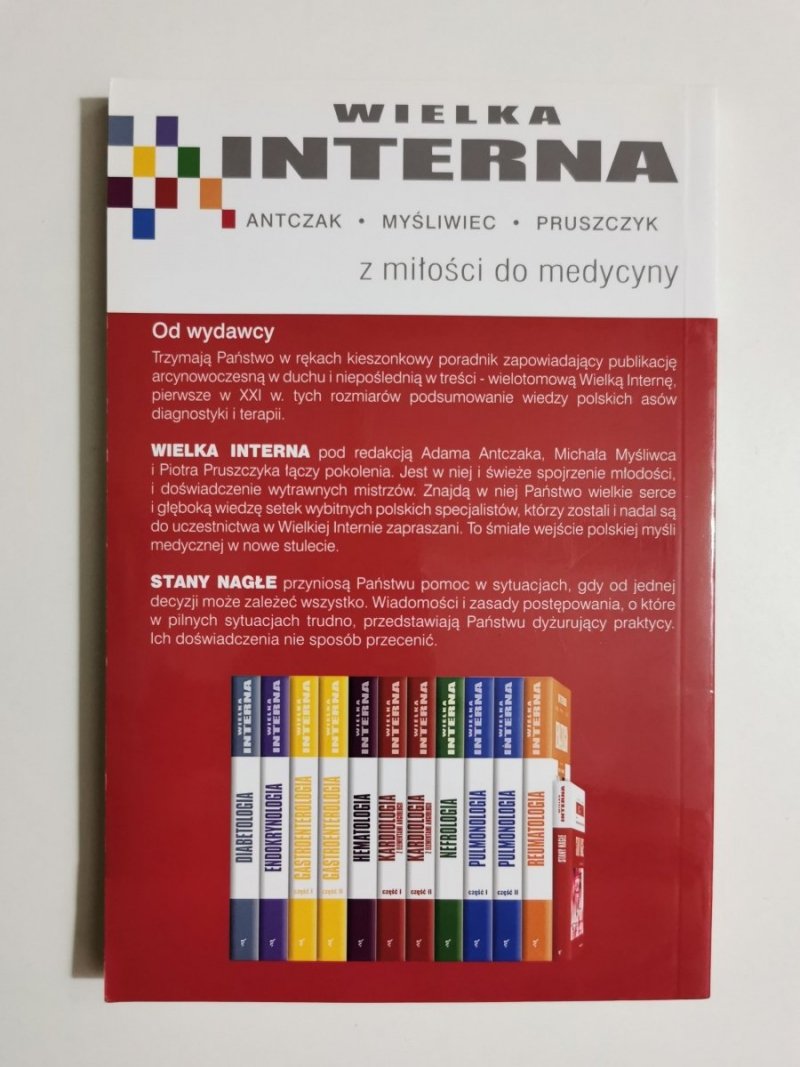 WIELKA
INTERNA
ANTCZAK • MYŚLIWIEC • PRUSZCZYK
z miłości do medycyny
Od wydawcy
Trzymają Państwo w rękach kieszonkowy poradnik zapowiadający publikację
arcynowoczesną w duchu i niepoślednią w treści - wielotomową Wielką Internę,
pierwsze w XXI w. tych rozmiarów podsumowanie wiedzy polskich asów
diagnostyki i terapii.
WIELKA INTERNA pod redakcją Adama Antczaka, Michała Myśliwca
i Piotra Pruszczyka łączy pokolenia. Jest w niej i świeże spojrzenie młodości,
i doświadczenie wytrawnych mistrzów. Znajdą w niej Państwo wielkie serce
i głęboką wiedzę setek wybitnych polskich specjalistów, którzy zostali i nadal są
do uczestnictwa w Wielkiej Internie zapraszani. To śmiałe wejście polskiej myśli
medycznej w nowe stulecie.
STANY NAGŁE przyniosą Państwu pomoc w sytuacjach, gdy od jednej
decyzji może zależeć wszystko. Wiadomości i zasady postępowania, o które
w pilnych sytuacjach trudno, przedstawiają Państwu dyżurujący praktycy.
Ich doświadczenia nie sposób przecenić.
WIELKA INTERNA
DIABETOLOGIA
WIELKA INTERNA
ENDOKRYNOLOGIA
WIELKA INTERNA
GASTROENTEROLOGIA
część I
WIELKA INTERNA
GASTROENTEROLOGIA
część II
WIELKA INTERNA
HEMATOLOGIA
WIELKA INTERNA
KARDIOLOGIA
Z ELEMENTAMI ANGIOLOGII
część I
WIELKA INTERNA
KARDIOLOGIA
Z ELEMENTAMI ANGIOLOGII
część II
WIELKA INTERNA
NEFROLOGIA
WIELKA INTERNA
PULMONOLOGIA
część I
WIELKA INTERNA
PULMONOLOGIA
część II
WIELKA INTERNA
REUMATOLOGIA
WIELKA INTERNA
STANY NAGŁE